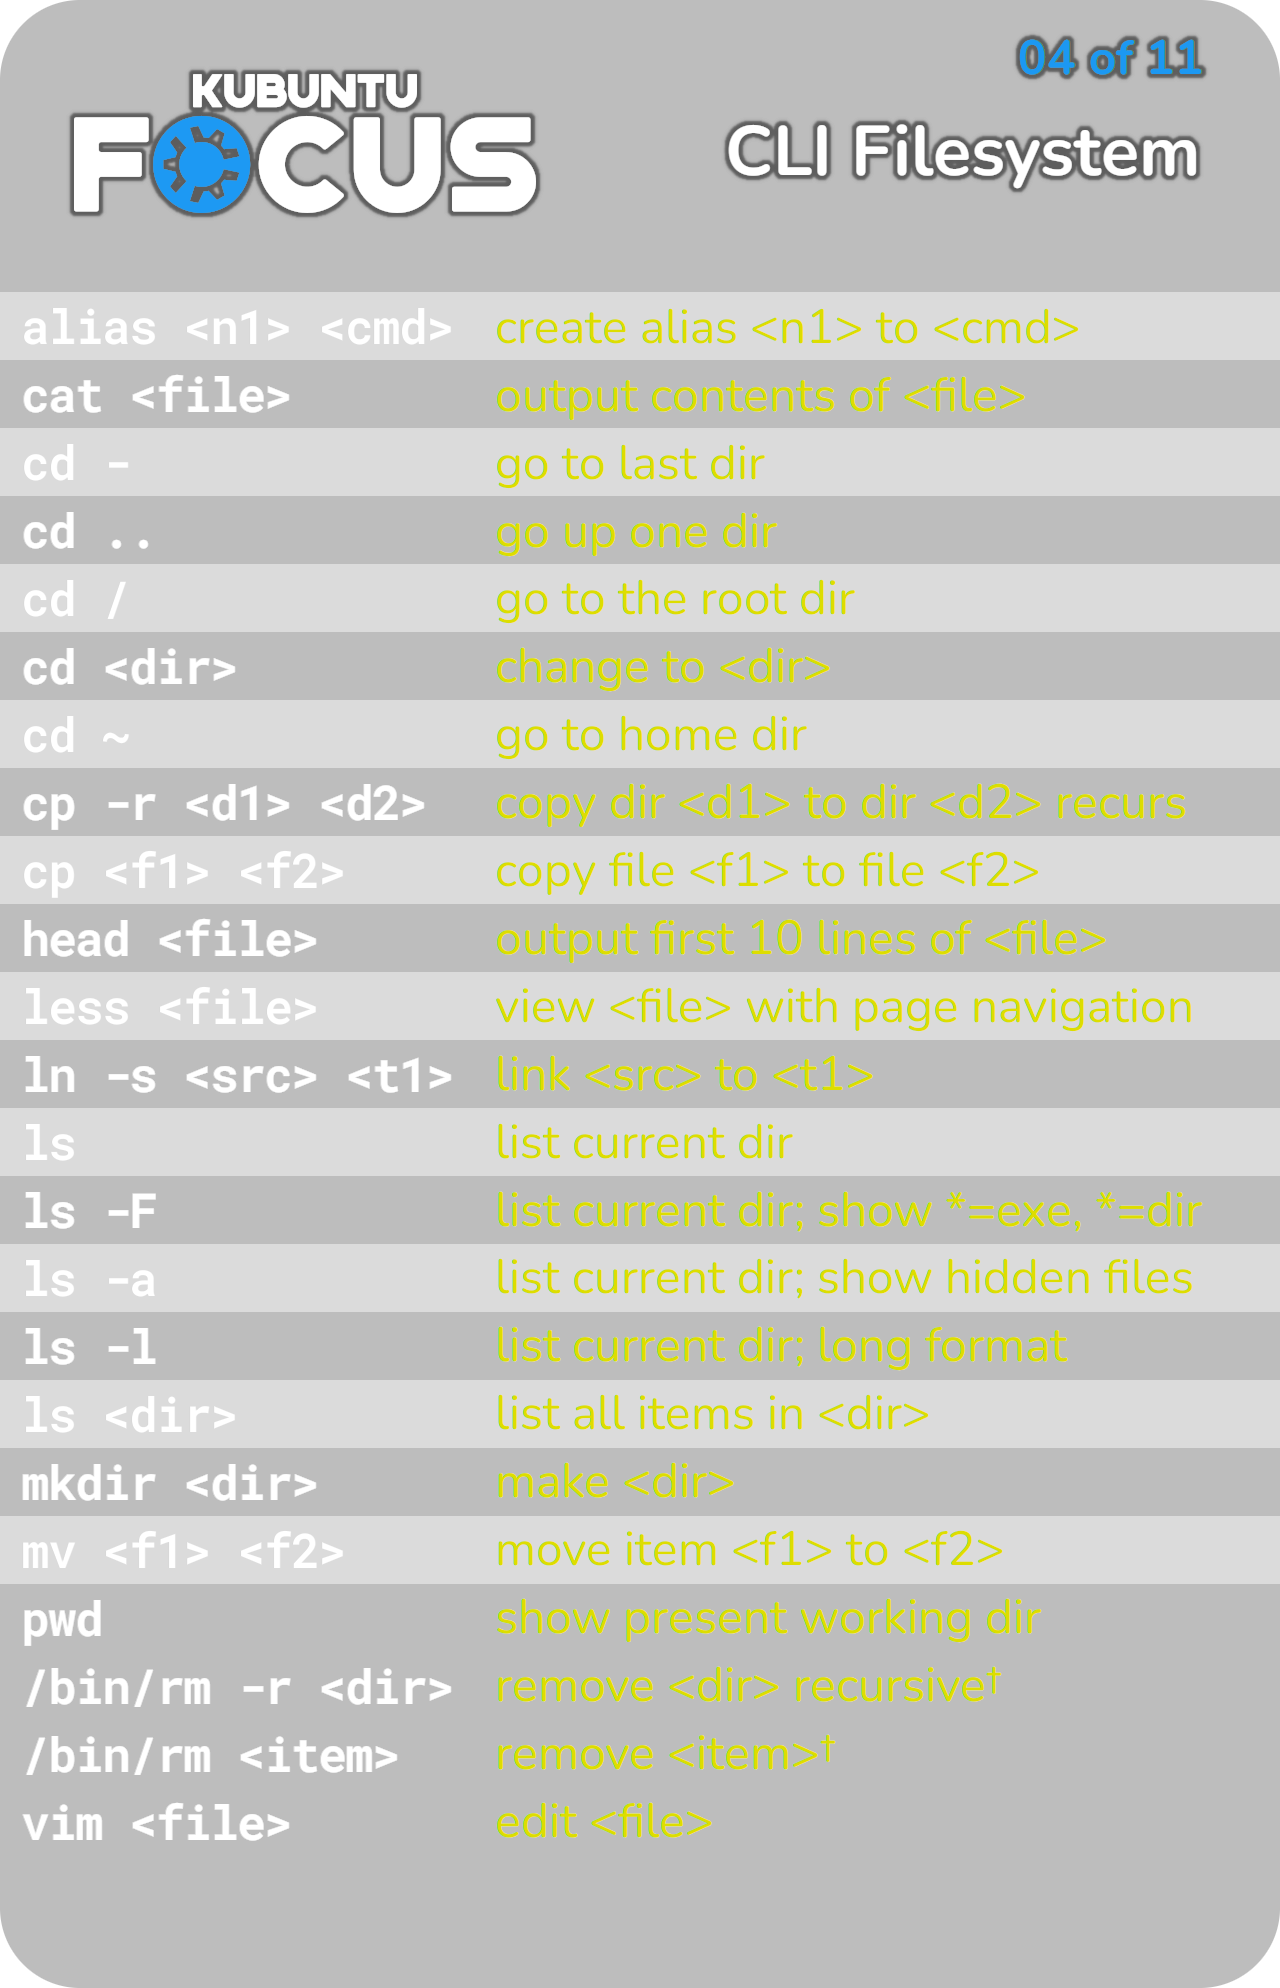 04 of 11
KUBUNTU
FOCUS
CLI Filesystem
alias <n1> <cmd> create alias <n1> to <cmd>
cat <file> output contents of <file>
cd - go to last dir
cd .. go up one dir
cd / go to the root dir
cd <dir> change to <dir>
cd ~ go to home dir
cp -r <d1> <d2> copy dir <d1> to dir <d2> recurs
cp <f1> <f2> copy file <f1> to file <f2>
head <file> output first 10 lines of <file>
less <file> view <file> with page navigation
ln -s <src> <t1> link <src> to <t1>
ls list current dir
ls -F list current dir; show *=exe, *=dir
ls -a list current dir; show hidden files
ls -l list current dir; long format
ls <dir> list all items in <dir>
mkdir <dir> make <dir>
mv <f1> <f2> move item <f1> to <f2>
pwd show present working dir
/bin/rm -r <dir> remove <dir> recursive†
/bin/rm <item> remove <item>†
vim <file> edit <file>